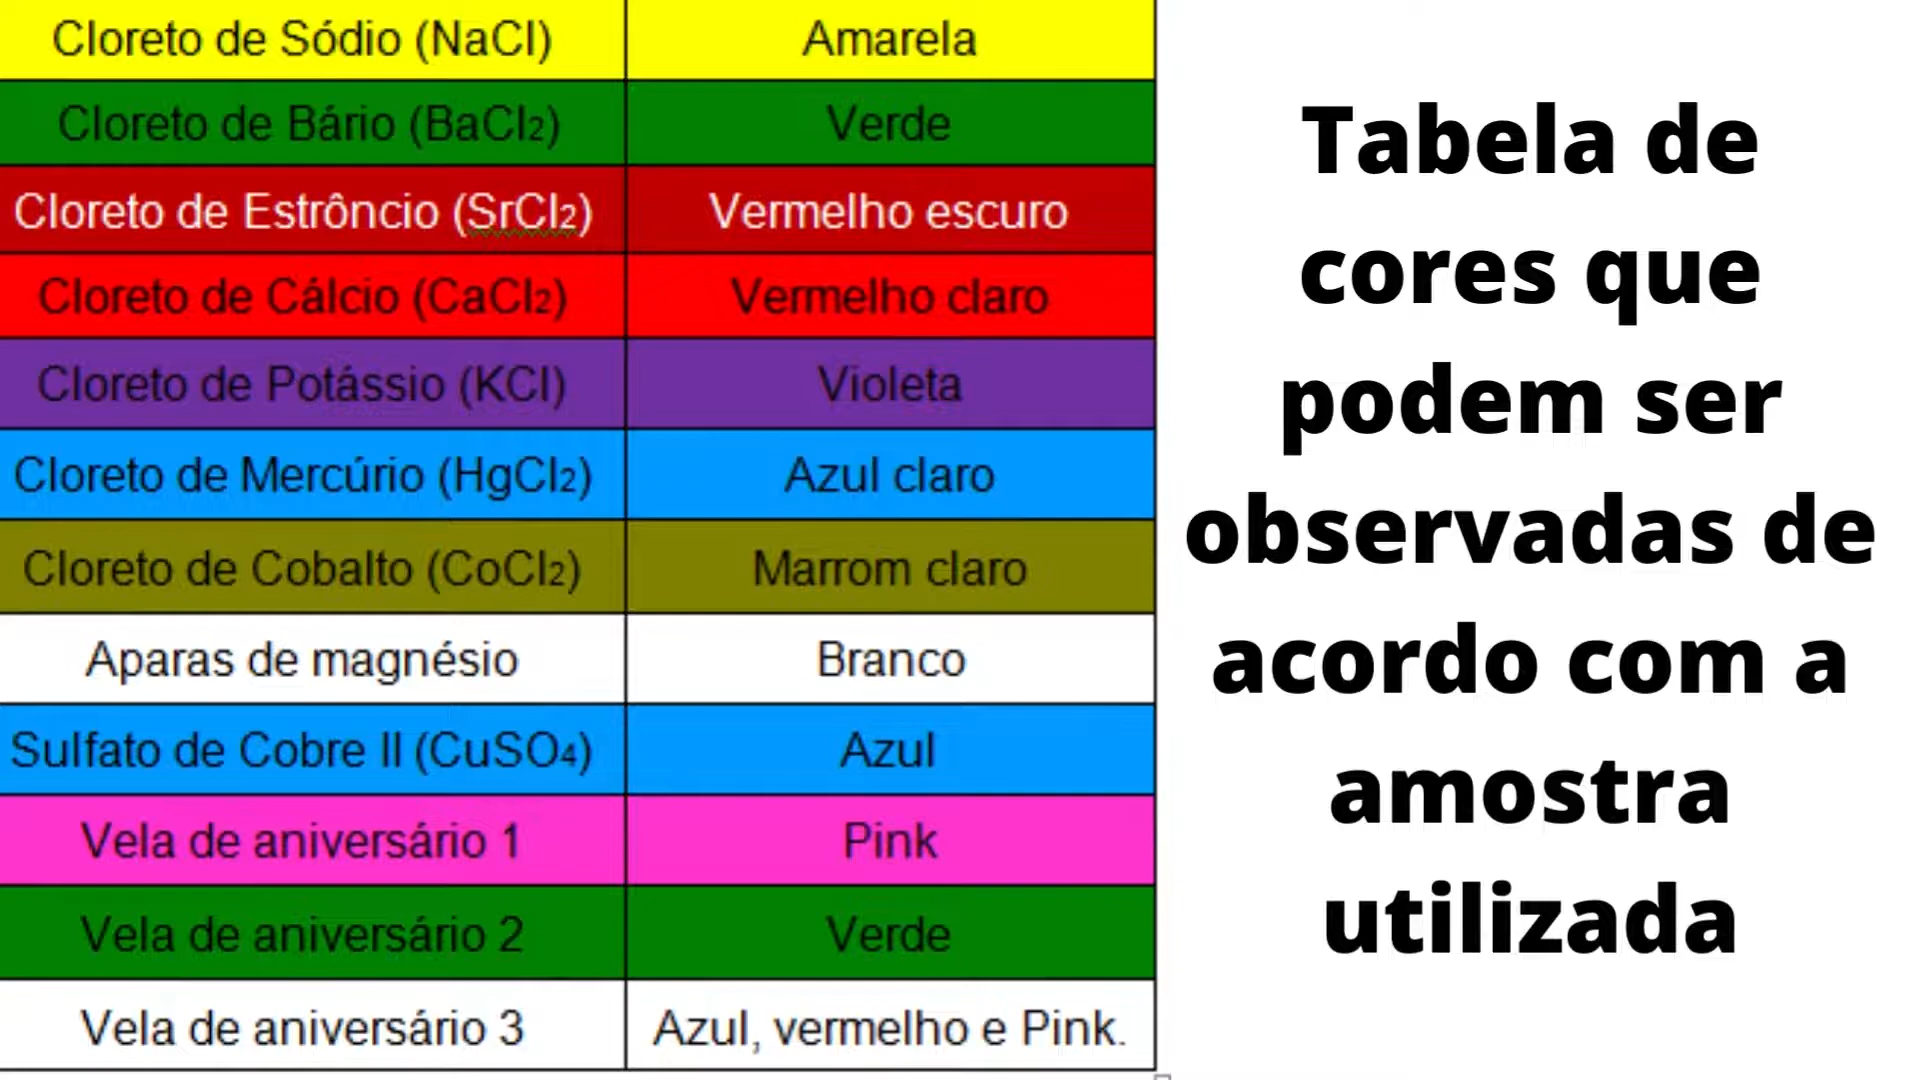 Cloreto de Sódio (NaCl) Amarela
Cloreto de Bário (BaCl₂) Verde
Cloreto de Estrôncio (SrCl₂) Vermelho escuro
Cloreto de Cálcio (CaCl₂) Vermelho claro
Cloreto de Potássio (KCl) Violeta
Cloreto de Mercúrio (HgCl₂) Azul claro
Cloreto de Cobalto (CoCl₂) Marrom claro
Aparas de magnésio Branco
Sulfato de Cobre II (CuSO₄) Azul
Vela de aniversário 1 Pink
Vela de aniversário 2 Verde
Vela de aniversário 3 Azul, vermelho e Pink.
Tabela de
cores que
podem ser
observadas de
acordo com a
amostra
utilizada